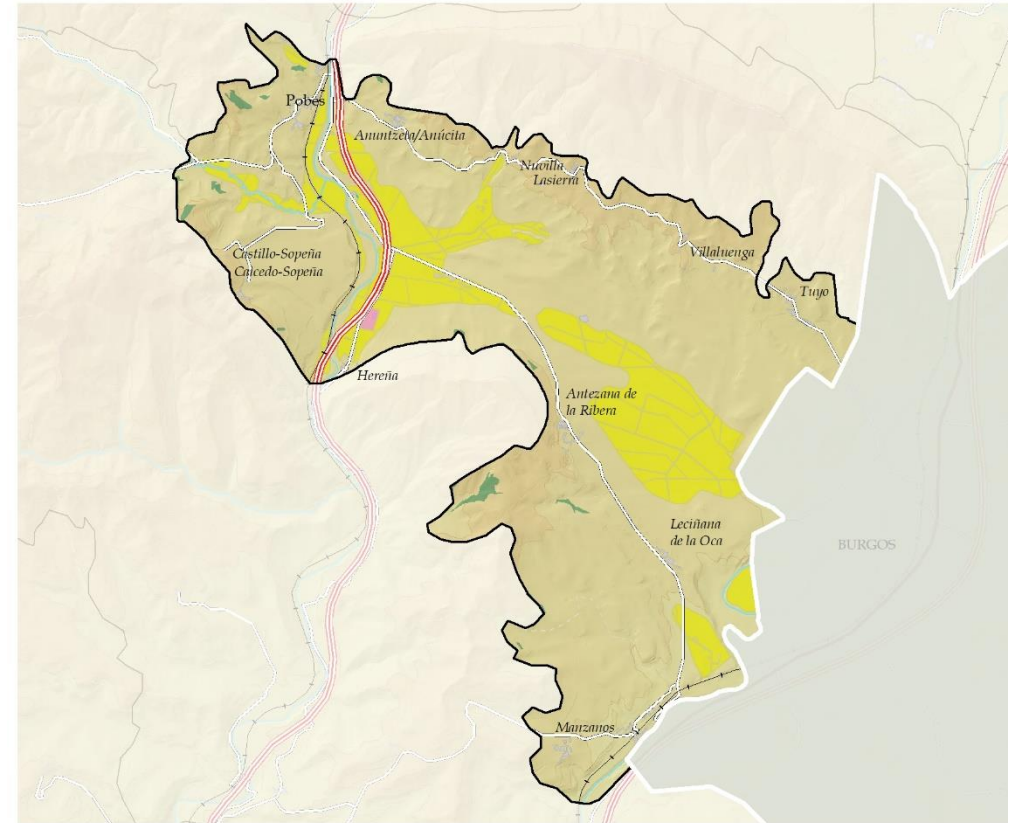 Pobes
Anuntzeta/Anúcita
Nuvilla
Lasierra
Castillo-Sopeña
Caicedo-Sopeña
Villaluenga
Tuyo
Hereña
Antezana de
la Ribera
Leciñana
de la Oca
BURGOS
Manzanos